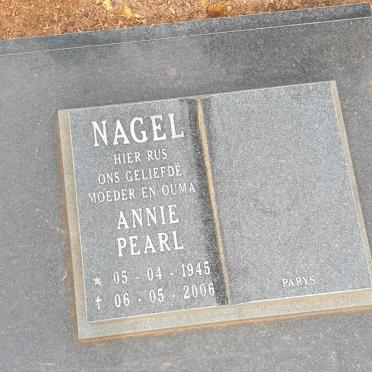 NAGEL
HIER RUS
ONS GELIEFDE
MOEDER EN OUMA
ANNIE
PEARL
* 05 - 04 - 1945
† 06 - 05 - 2006
PARYS